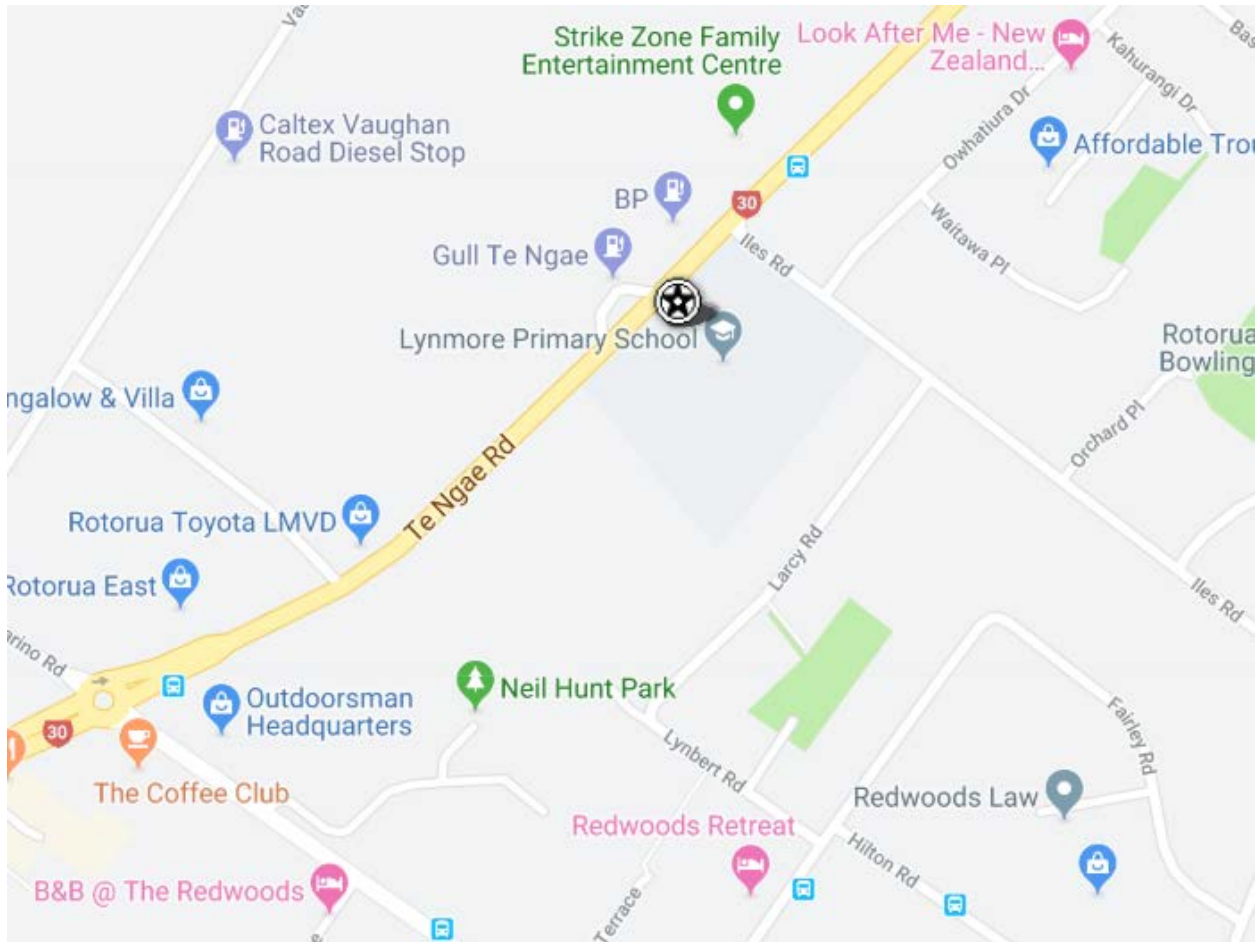 Strike Zone Family
Entertainment Centre
Look After Me - New
Zealand...
Kahurangi Dr
Caltex Vaughan
Road Diesel Stop
Owhatiura Dr
Affordable Trou
BP
30
Gull Te Ngae
Iles Rd
Waitawa Pl
Lynmore Primary School
Rotorua
Bowling
ngalow & Villa
Orchard Pl
Te Ngae Rd
Rotorua Toyota LMVD
Larcy Rd
Rotorua East
Iles Rd
arino Rd
Neil Hunt Park
Outdoorsman
Headquarters
30
Fairley Rd
Lynbert Rd
The Coffee Club
Redwoods Law
Redwoods Retreat
Hilton Rd
B&B @ The Redwoods
Terrace